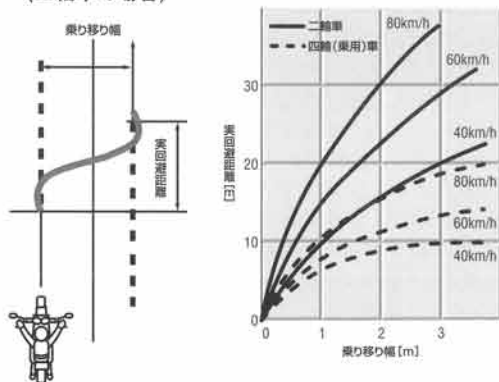 乗り移り幅
実回避距離
二輪車
四輪(乗用)車
80km/h
60km/h
40km/h
80km/h
60km/h
40km/h
実回避距離[m]
30
20
10
0
0
1
2
3
乗り移り幅[m]